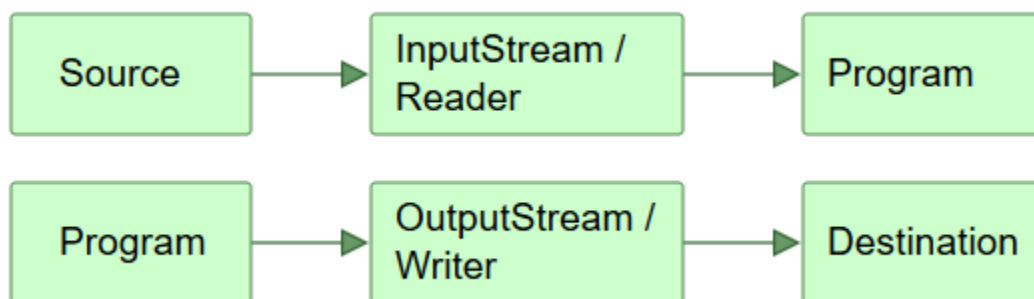 Source
InputStream /
Reader
Program
Program
OutputStream /
Writer
Destination